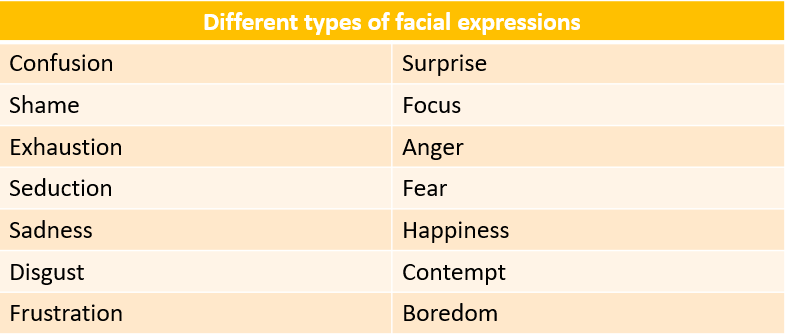 Different types of facial expressions
Confusion Surprise
Shame Focus
Exhaustion Anger
Seduction Fear
Sadness Happiness
Disgust Contempt
Frustration Boredom